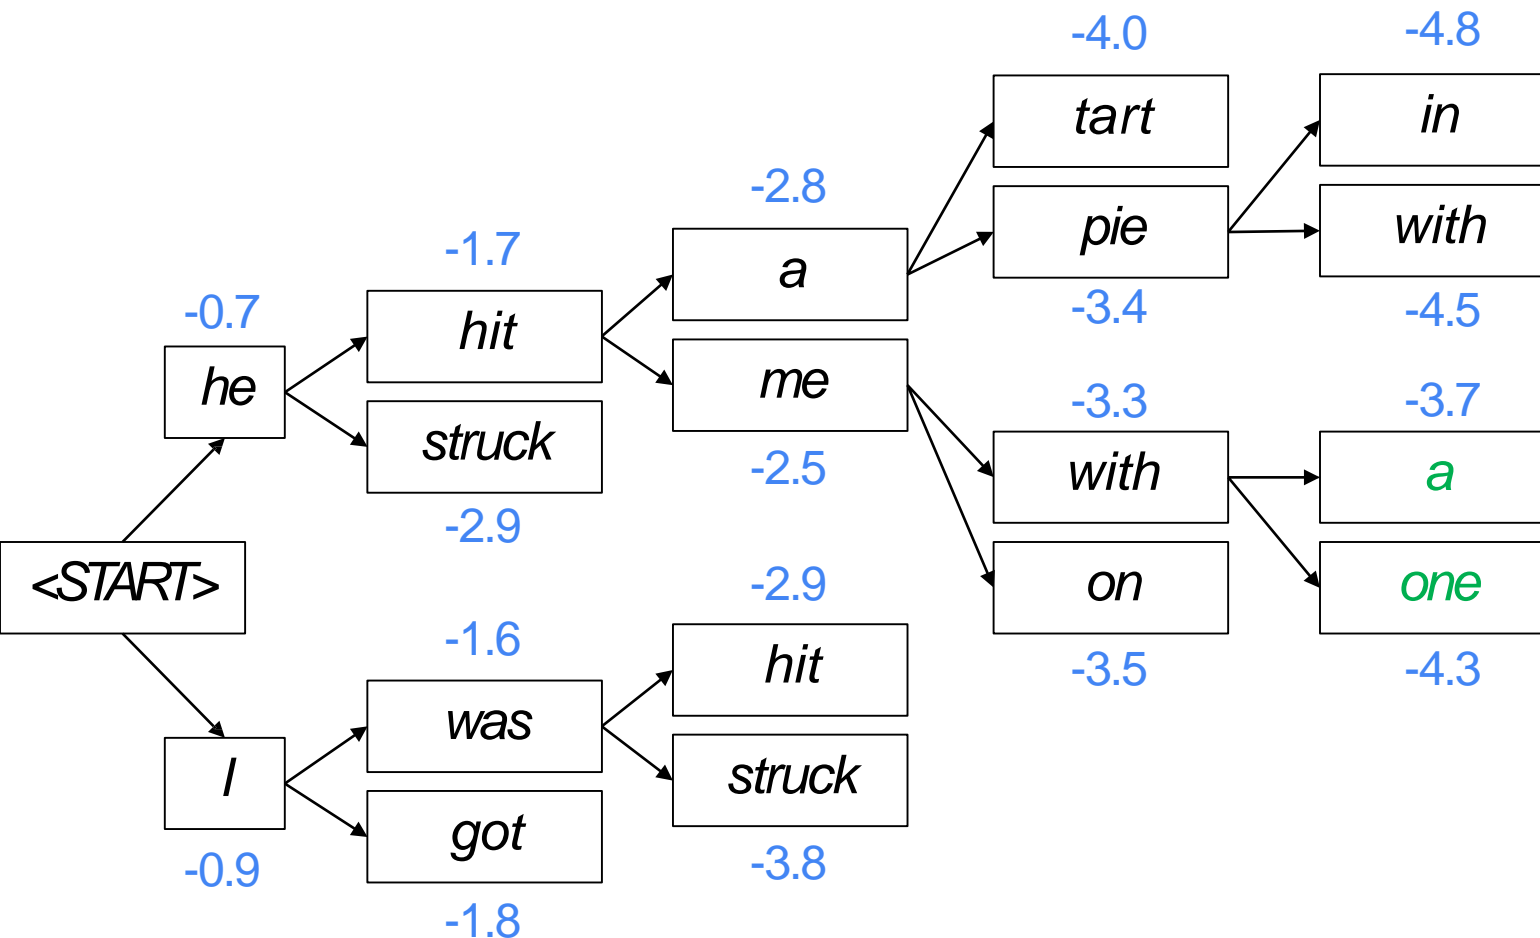 -4.0
-4.8
tart
in
-2.8
pie
with
-1.7
a
-3.4
-4.5
-0.7
hit
he
me
-3.3
-3.7
struck
-2.5
with
a
-2.9
<START>
-2.9
on
one
-1.6
hit
-3.5
-4.3
was
I
struck
got
-0.9
-3.8
-1.8